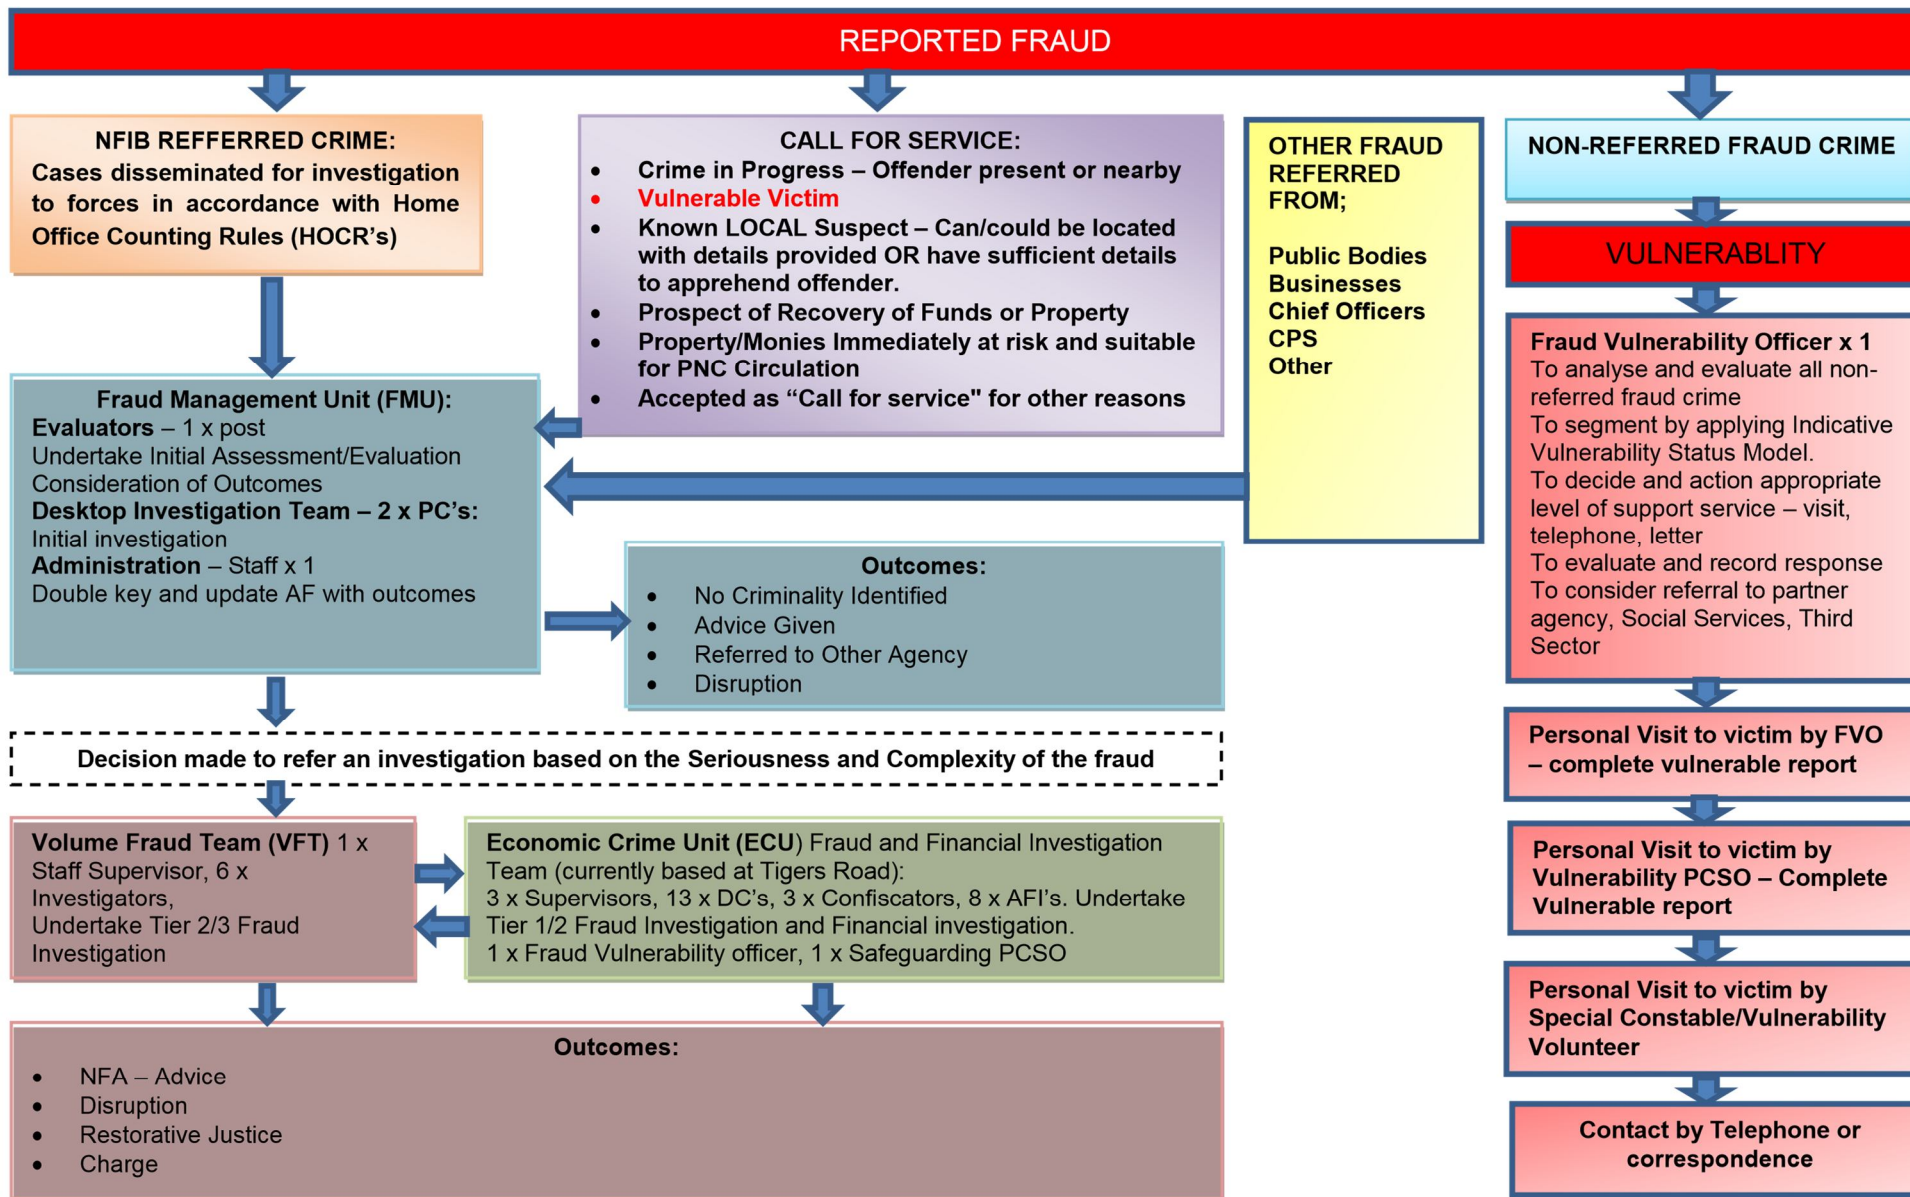 REPORTED FRAUD
NFIB REFFERRED CRIME:
Cases disseminated for investigation
to forces in accordance with Home
Office Counting Rules (HOCR's)
CALL FOR SERVICE:
• Crime in Progress – Offender present or nearby
• Vulnerable Victim
• Known LOCAL Suspect – Can/could be located
with details provided OR have sufficient details
to apprehend offender.
• Prospect of Recovery of Funds or Property
• Property/Monies Immediately at risk and suitable
for PNC Circulation
• Accepted as “Call for service" for other reasons
OTHER FRAUD
REFERRED
FROM;
Public Bodies
Businesses
Chief Officers
CPS
Other
NON-REFERRED FRAUD CRIME
VULNERABLITY
Fraud Vulnerability Officer x 1
To analyse and evaluate all non-
referred fraud crime
To segment by applying Indicative
Vulnerability Status Model.
To decide and action appropriate
level of support service – visit,
telephone, letter
To evaluate and record response
To consider referral to partner
agency, Social Services, Third
Sector
Fraud Management Unit (FMU):
Evaluators – 1 x post
Undertake Initial Assessment/Evaluation
Consideration of Outcomes
Desktop Investigation Team – 2 x PC’s:
Initial investigation
Administration – Staff x 1
Double key and update AF with outcomes
Outcomes:
• No Criminality Identified
• Advice Given
• Referred to Other Agency
• Disruption
Decision made to refer an investigation based on the Seriousness and Complexity of the fraud
Volume Fraud Team (VFT) 1 x
Staff Supervisor, 6 x
Investigators,
Undertake Tier 2/3 Fraud
Investigation
Economic Crime Unit (ECU) Fraud and Financial Investigation
Team (currently based at Tigers Road):
3 x Supervisors, 13 x DC’s, 3 x Confiscators, 8 x AFI’s. Undertake
Tier 1/2 Fraud Investigation and Financial investigation.
1 x Fraud Vulnerability officer, 1 x Safeguarding PCSO
Outcomes:
• NFA – Advice
• Disruption
• Restorative Justice
• Charge
Personal Visit to victim by FVO
– complete vulnerable report
Personal Visit to victim by
Vulnerability PCSO – Complete
Vulnerable report
Personal Visit to victim by
Special Constable/Vulnerability
Volunteer
Contact by Telephone or
correspondence